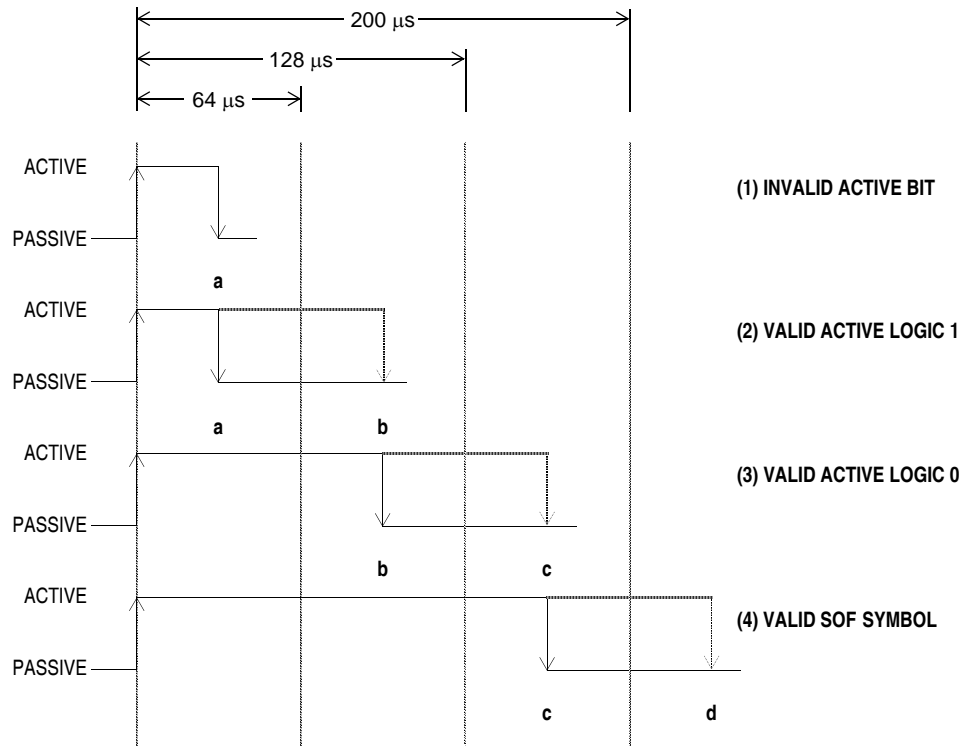 200 μs
128 μs
64 μs
ACTIVE
(1) INVALID ACTIVE BIT
PASSIVE
a
ACTIVE
(2) VALID ACTIVE LOGIC 1
PASSIVE
a b
ACTIVE
(3) VALID ACTIVE LOGIC 0
PASSIVE
b c
ACTIVE
(4) VALID SOF SYMBOL
PASSIVE
c d